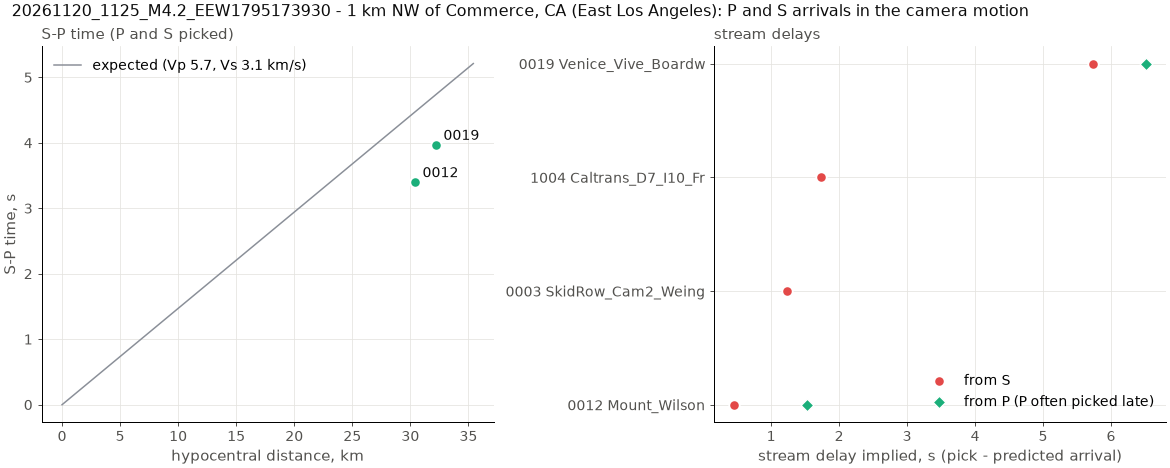 20261120_1125_M4.2_EEW1795173930 - 1 km NW of Commerce, CA (East Los Angeles): P and S arrivals in the camera motion
S-P time (P and S picked)
expected (Vp 5.7, Vs 3.1 km/s)
0019
0012
S-P time, s
5
4
3
2
1
0
0
5
10
15
20
25
30
35
hypocentral distance, km
stream delays
0019 Venice_Vive_Boardw
1004 Caltrans_D7_I10_Fr
0003 SkidRow_Cam2_Weing
0012 Mount_Wilson
from S
from P (P often picked late)
1
2
3
4
5
6
stream delay implied, s (pick - predicted arrival)